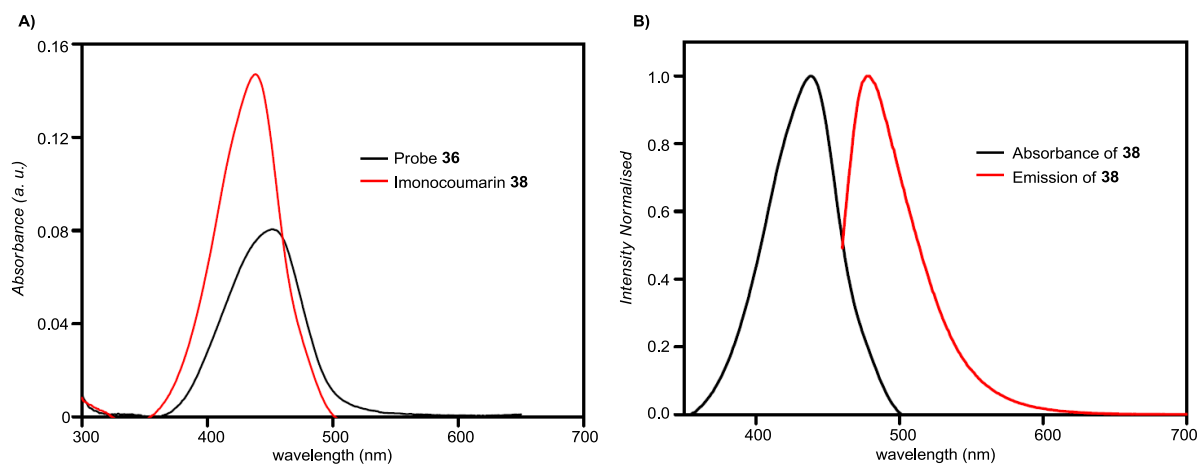 A)
0.16
0.12
0.08
0.04
0
Absorbance (a. u.)
Probe 36
Imonocoumarin 38
300 400 500 600 700
wavelength (nm)
B)
1.0
0.8
0.6
0.4
0.2
0.0
Intensity Normalised
Absorbance of 38
Emission of 38
400 500 600 700
wavelength (nm)